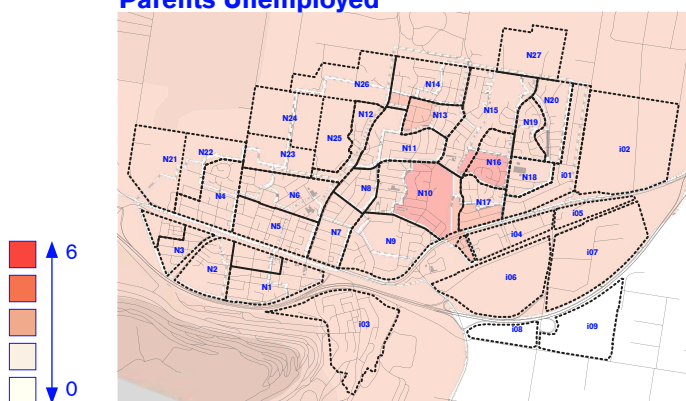 Parents Unemployed
N27
N26
N14
N15
N20
N24
N12
N13
N19
N25
N11
i02
N23
N22
N21
N16
N18
i01
N8
N10
N4
N6
N17
i05
N5
N7
N9
i04
i07
N3
N2
i06
N1
i03
i08
i09
6
0